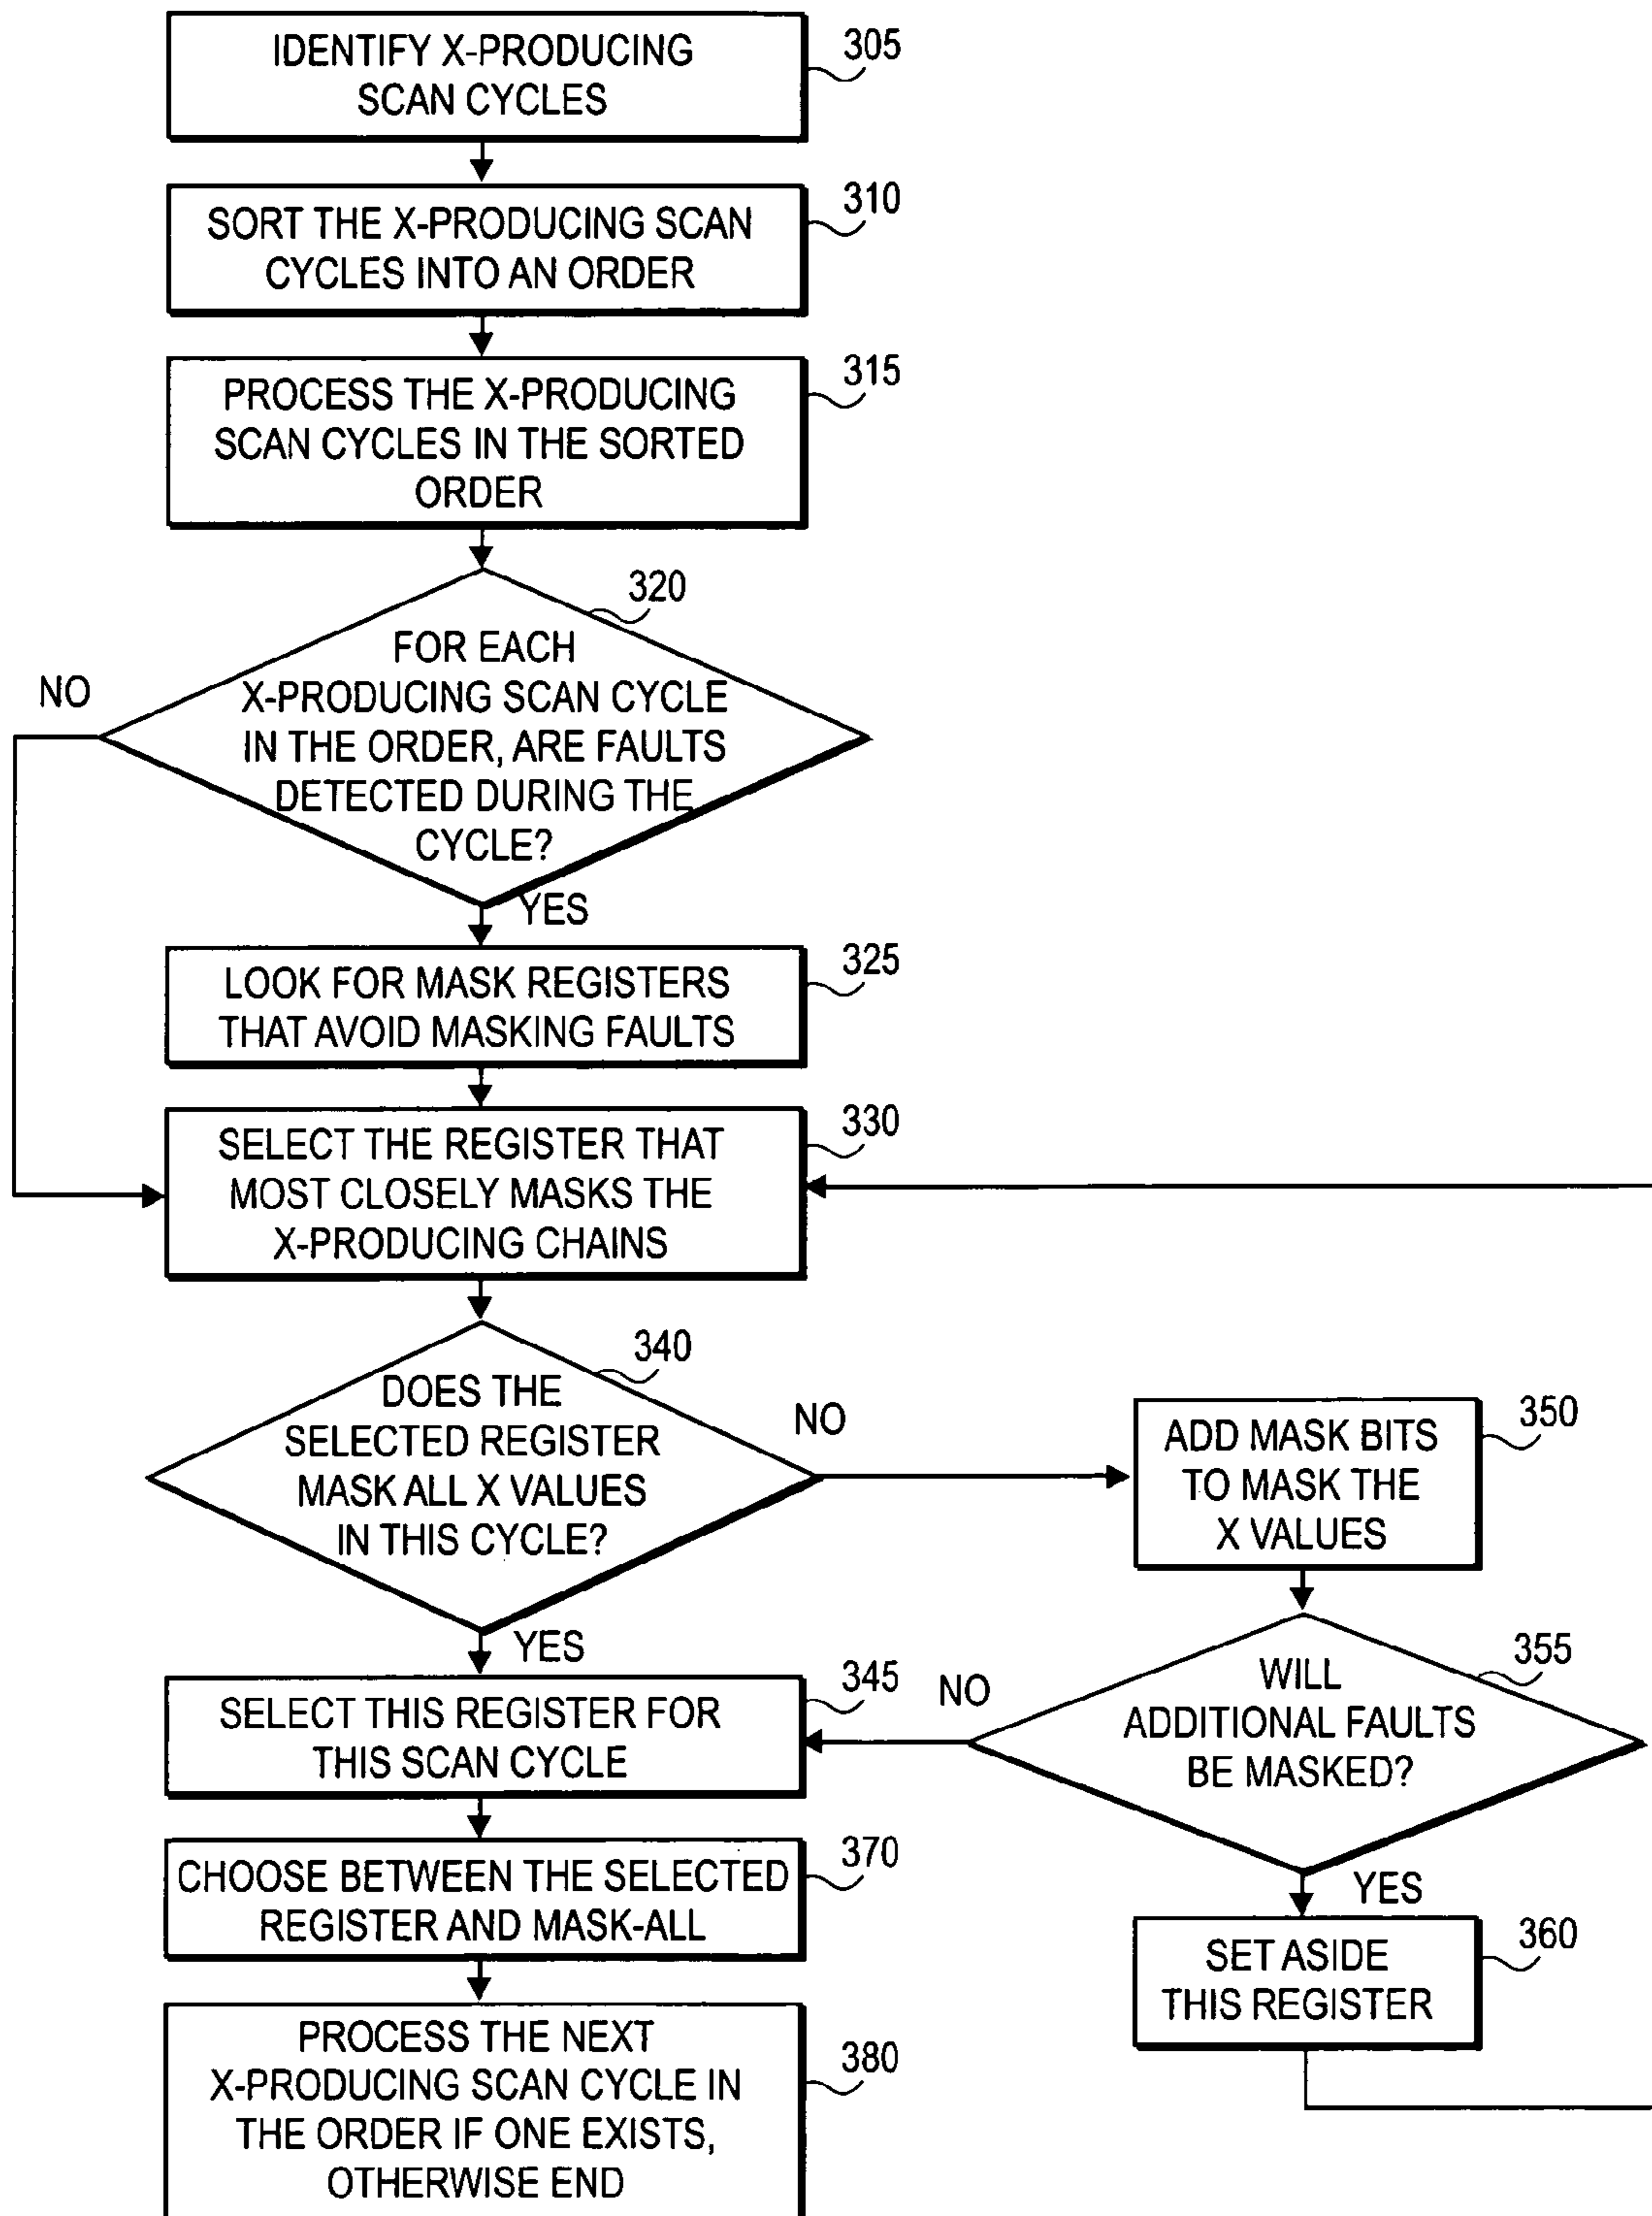 IDENTIFY X-PRODUCING
SCAN CYCLES
305
SORT THE X-PRODUCING SCAN
CYCLES INTO AN ORDER
310
PROCESS THE X-PRODUCING
SCAN CYCLES IN THE SORTED
ORDER
315
320
FOR EACH
X-PRODUCING SCAN CYCLE
IN THE ORDER, ARE FAULTS
DETECTED DURING THE
CYCLE?
NO
YES
LOOK FOR MASK REGISTERS
THAT AVOID MASKING FAULTS
325
SELECT THE REGISTER THAT
MOST CLOSELY MASKS THE
X-PRODUCING CHAINS
330
340
DOES THE
SELECTED REGISTER
MASK ALL X VALUES
IN THIS CYCLE?
NO
YES
ADD MASK BITS
TO MASK THE
X VALUES
350
355
WILL
ADDITIONAL FAULTS
BE MASKED?
NO
YES
SELECT THIS REGISTER FOR
THIS SCAN CYCLE
345
CHOOSE BETWEEN THE SELECTED
REGISTER AND MASK-ALL
370
SET ASIDE
THIS REGISTER
360
PROCESS THE NEXT
X-PRODUCING SCAN CYCLE IN
THE ORDER IF ONE EXISTS,
OTHERWISE END
380